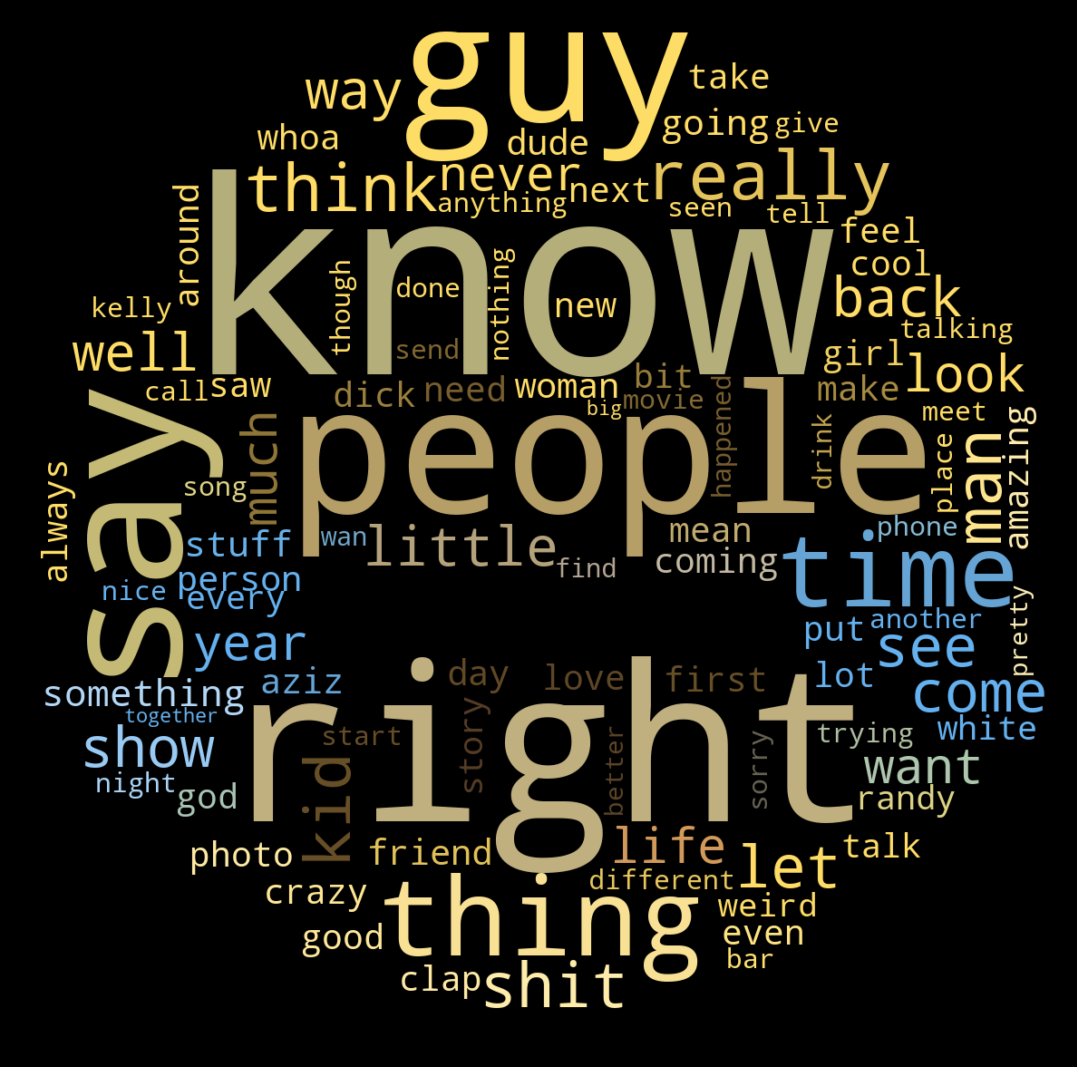 guy
way
take
going
give
whoa
dude
think
never
next
really
anything
seen
tell
know
around
feel
cool
back
kelly
though
done
nothing
new
talking
well
send
girl
look
call
saw
dick
need
woman
bit
make
big
movie
happened
meet
people
say
much
song
always
drink
place
man
amazing
stuff
wan
little
find
mean
coming
phone
time
nice
person
every
year
put
another
see
pretty
something
aziz
day
love
first
lot
come
together
show
start
story
right
better
sorry
trying
white
night
god
kid
want
randy
photo
friend
life
let
talk
crazy
thing
different
weird
good
even
clap
shit
bar